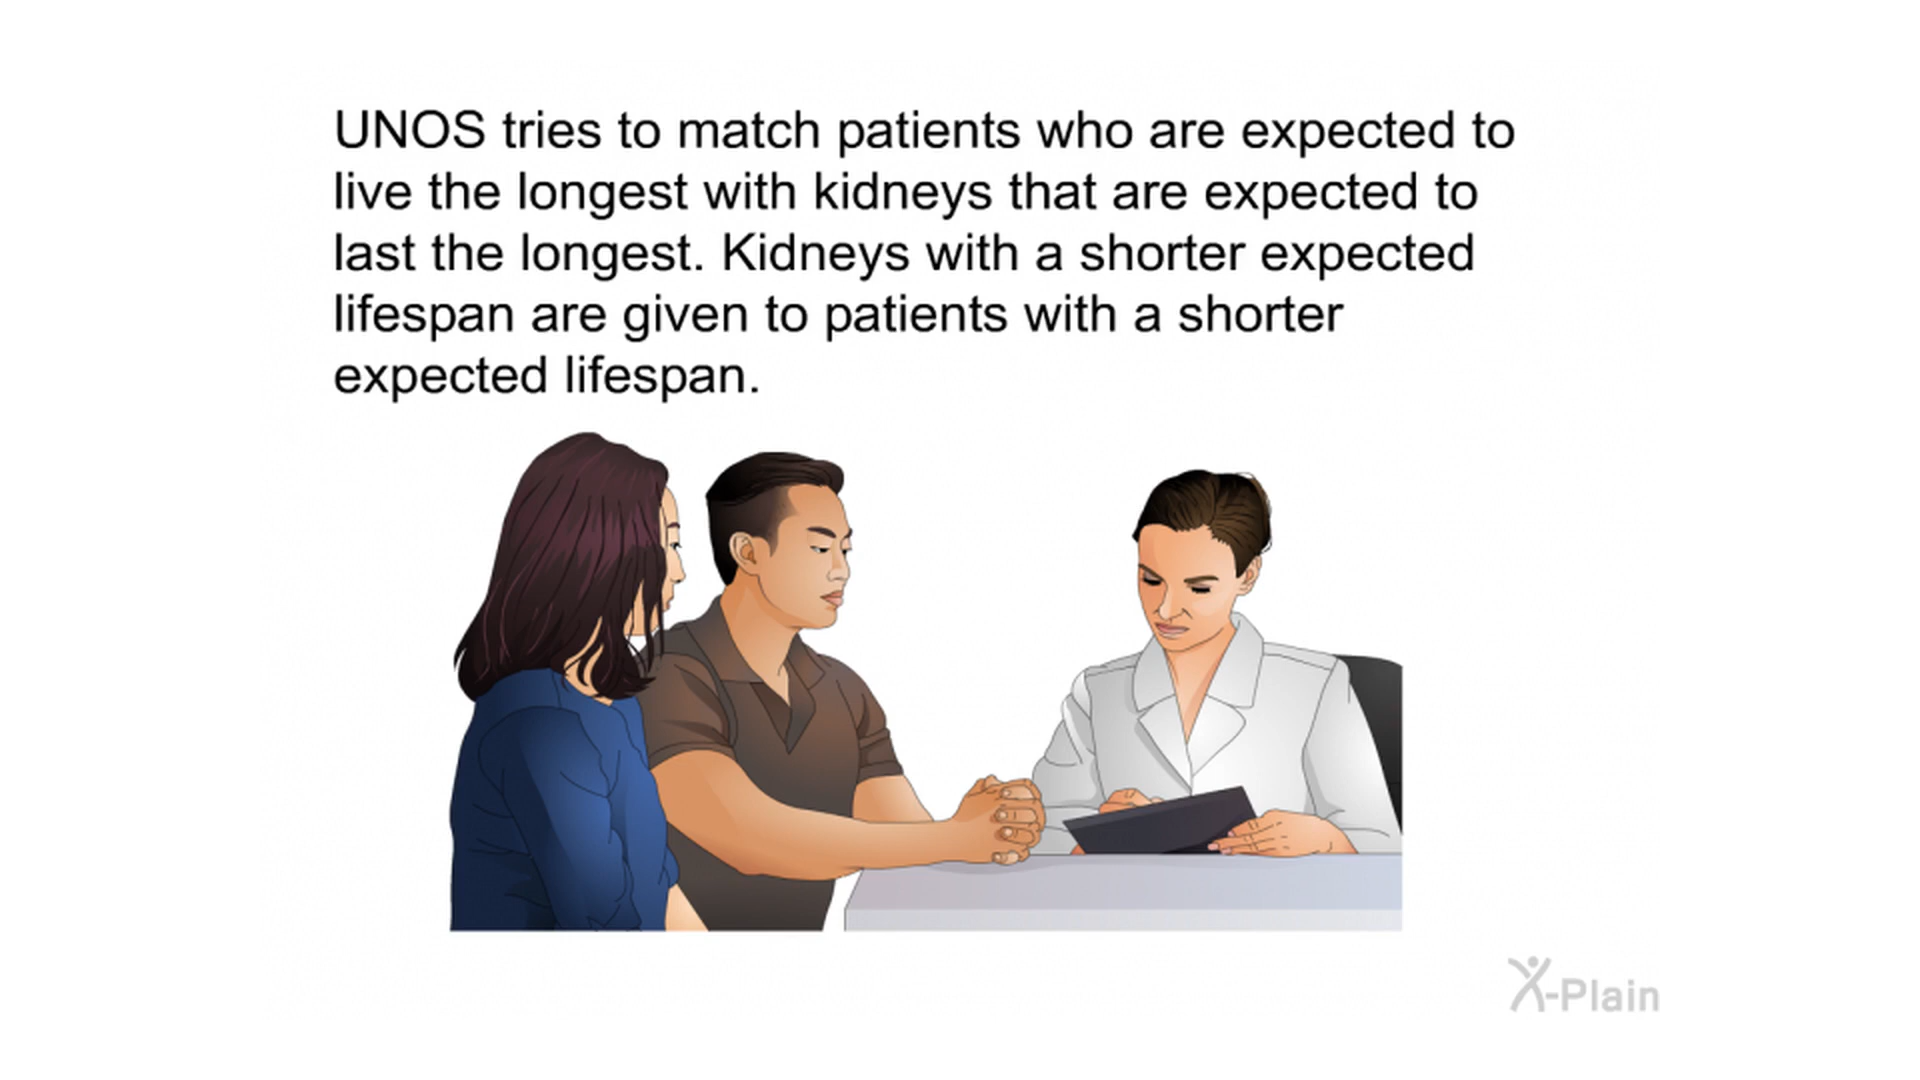 UNOS tries to match patients who are expected to
live the longest with kidneys that are expected to
last the longest. Kidneys with a shorter expected
lifespan are given to patients with a shorter
expected lifespan.
X-Plain